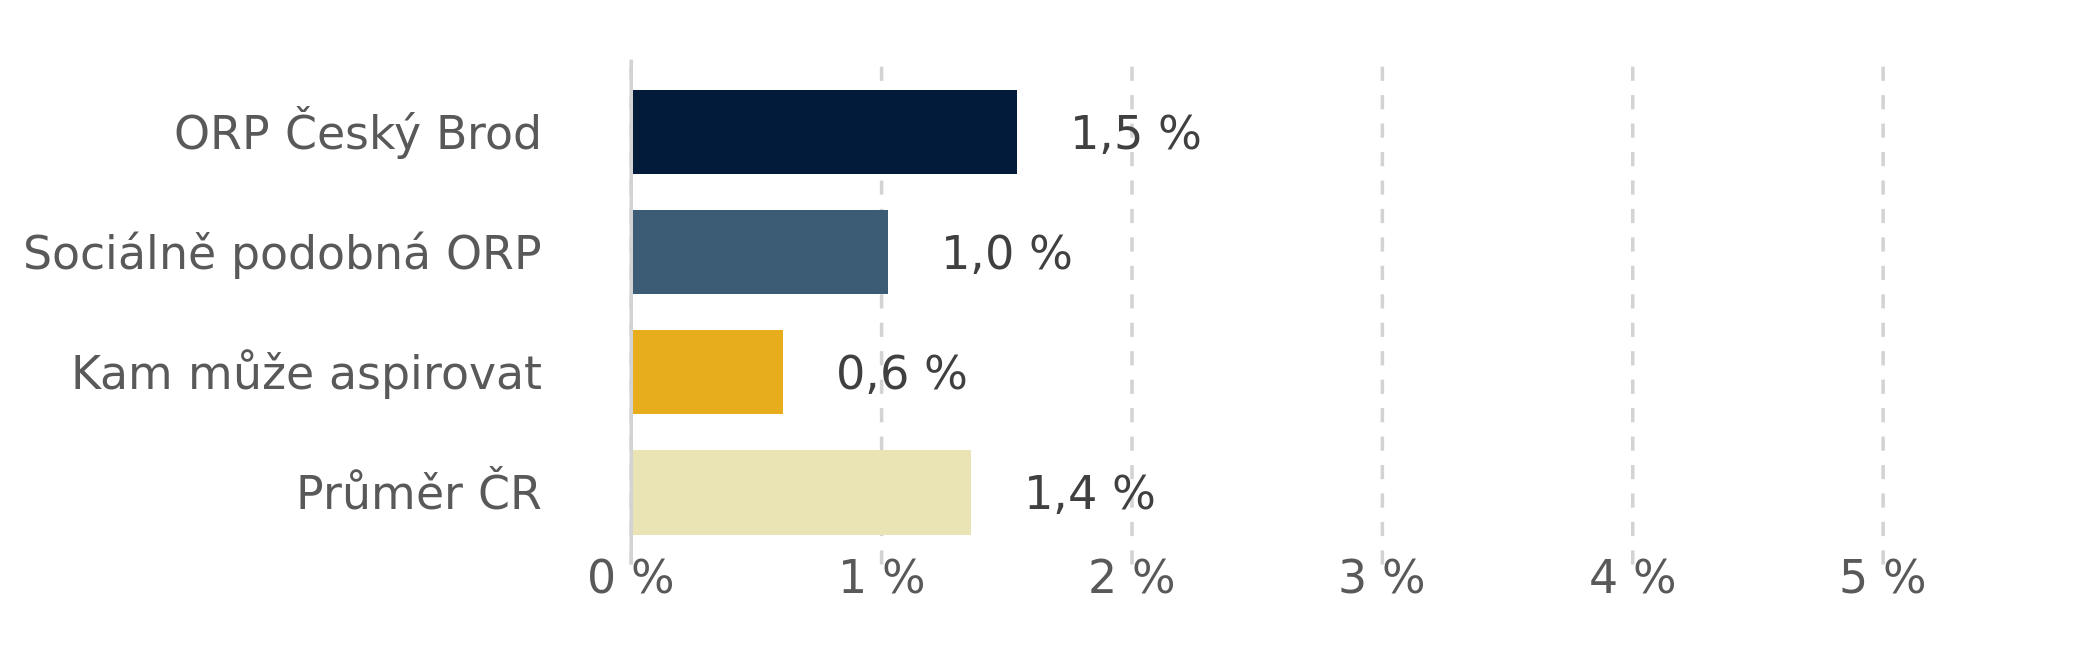 ORP Český Brod 1,5 %
Sociálně podobná ORP 1,0 %
Kam může aspirovat 0,6 %
Průměr ČR 1,4 %
0 % 1 % 2 % 3 % 4 % 5 %